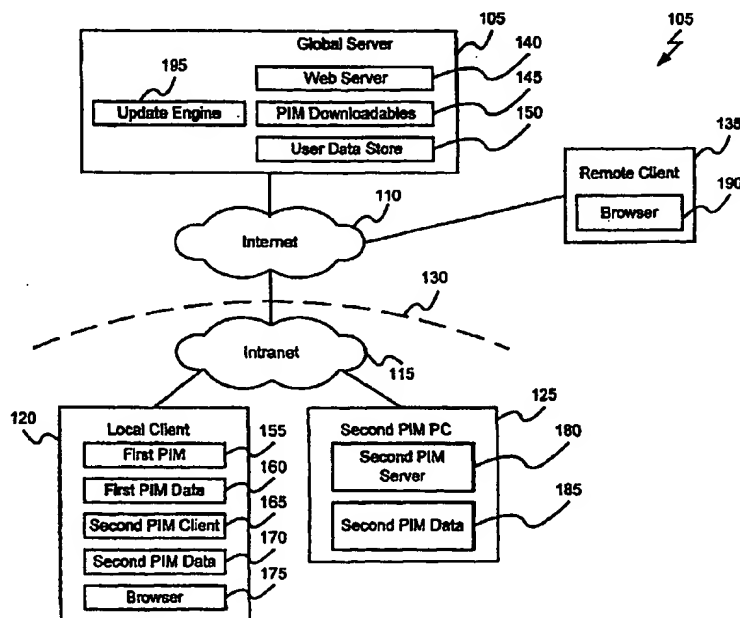 Global Server
105
105
195
Web Server
140
Update Engine
PIM Downloadables
145
User Data Store
150
135
Remote Client
Browser
190
110
Internet
130
Intranet
115
120
125
Local Client
155
Second PIM PC
First PIM
Second PIM
Server
180
160
First PIM Data
165
Second PIM Client
Second PIM Data
185
170
Second PIM Data
175
Browser